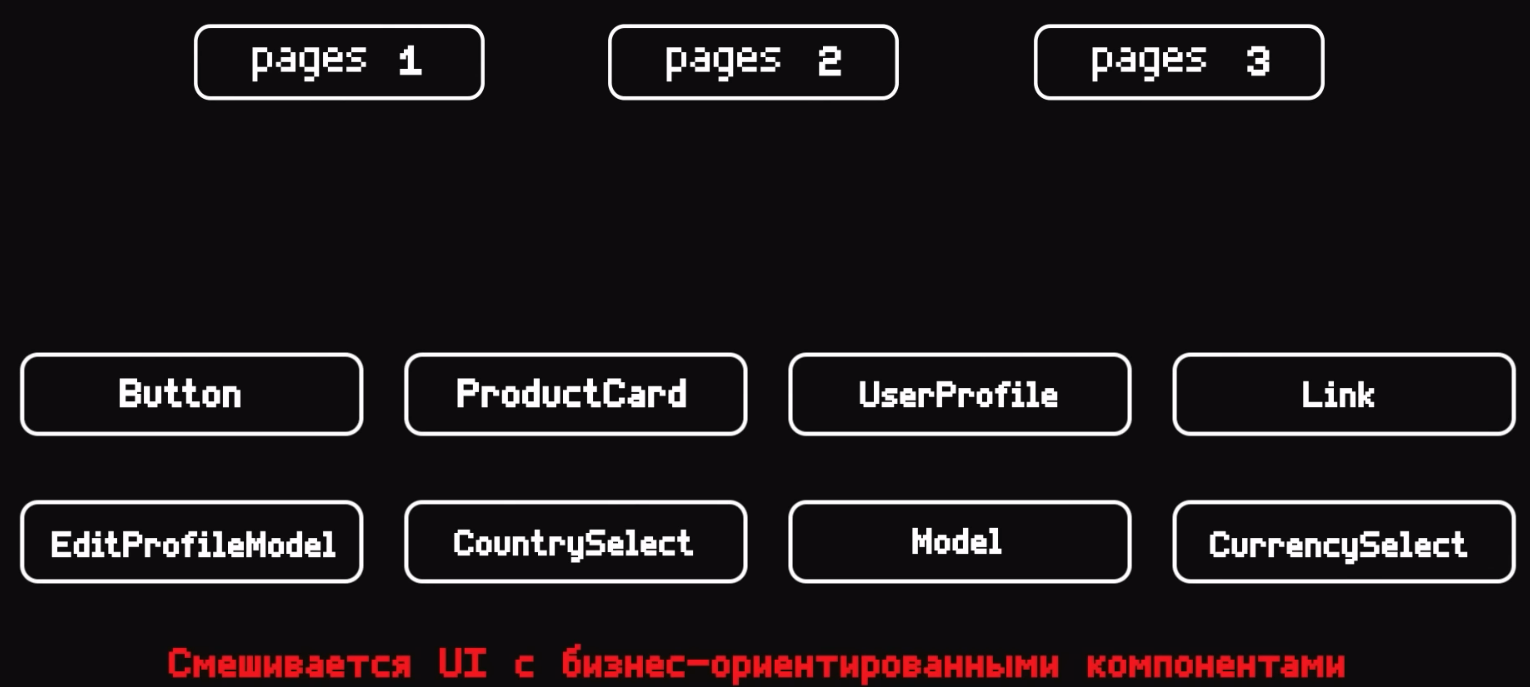 pages 1
pages 2
pages 3
Button
ProductCard
UserProfile
Link
EditProfileModel
CountrySelect
Model
CurrencySelect
Смешивается UI с бизнес-ориентированными компонентами